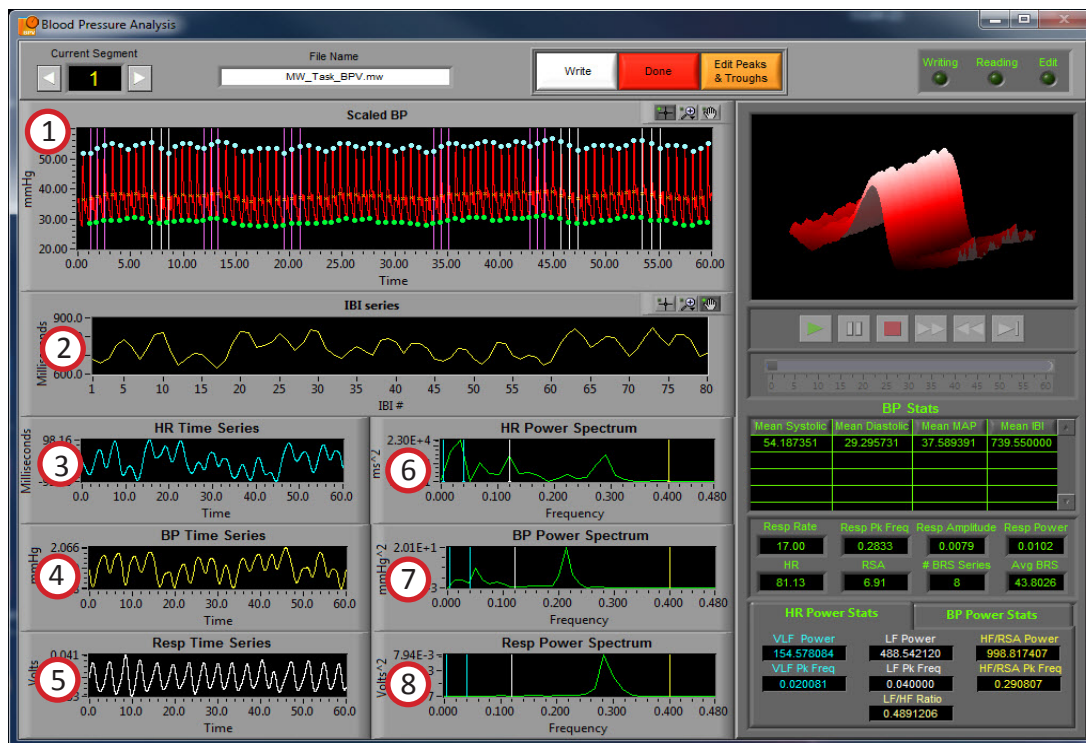 Blood Pressure Analysis
Current Segment
1
File Name
MW_Task_BPV.mw
Write
Done
Edit Peaks
& Troughs
Writing
Reading
Edit
1
Scaled BP
mmHg
50.00
40.00
30.00
20.00
0.00 5.00 10.00 15.00 20.00 25.00 30.00 35.00 40.00 45.00 50.00 55.00 60.00
Time
2
IBI series
Milliseconds
900.0
600.0
1 5 10 15 20 25 30 35 40 45 50 55 60 65 70 75 80
IBI #
3
HR Time Series
Milliseconds
98.16
0.0 10.0 20.0 30.0 40.0 50.0 60.0
Time
6
HR Power Spectrum
ms^2
2.30E+4
0.000 0.100 0.200 0.300 0.400 0.480
Frequency
4
BP Time Series
mmHg
2.066
0.0 10.0 20.0 30.0 40.0 50.0 60.0
Time
7
BP Power Spectrum
mmHg^2
2.01E+1
0.000 0.100 0.200 0.300 0.400 0.480
Frequency
5
Resp Time Series
Volts
0.041
0.0 10.0 20.0 30.0 40.0 50.0 60.0
Time
8
Resp Power Spectrum
Volts^2
7.94E-3
0.000 0.100 0.200 0.300 0.400 0.480
Frequency
0 5 10 15 20 25 30 35 40 45 50 55 60
BP Stats
Mean Systolic Mean Diastolic Mean MAP Mean IBI
54.187351 29.295731 37.589391 739.550000
Resp Rate Resp Pk Freq Resp Amplitude Resp Power
17.00 0.2833 0.0079 0.0102
HR RSA # BRS Series Avg BRS
81.13 6.91 8 43.8026
HR Power Stats BP Power Stats
VLF Power LF Power HF/RSA Power
154.578084 488.542120 998.817407
VLF Pk Freq LF Pk Freq HF/RSA Pk Freq
0.020081 0.040000 0.290807
LF/HF Ratio
0.4891206